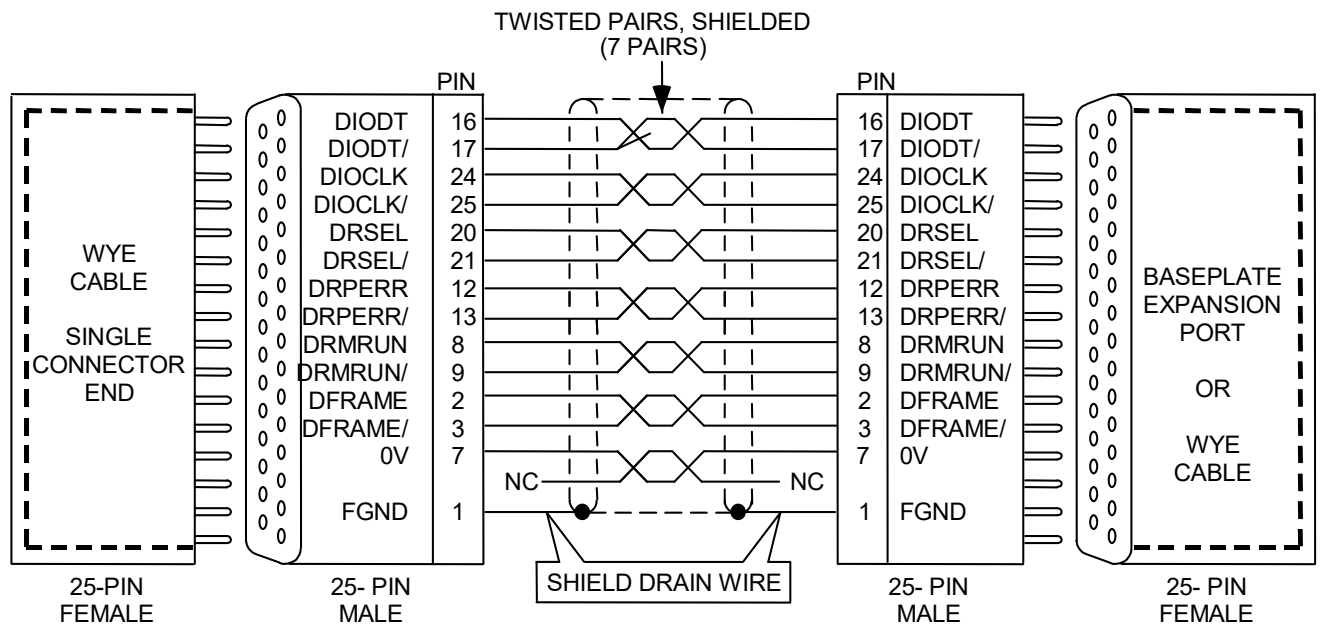 TWISTED PAIRS, SHIELDED
(7 PAIRS)
PIN PIN
DIODT 16 16 DIODT
DIODT/ 17 17 DIODT/
DIOCLK 24 24 DIOCLK
DIOCLK/ 25 25 DIOCLK/
DRSEL 20 20 DRSEL
DRSEL/ 21 21 DRSEL/
DRPERR 12 12 DRPERR
DRPERR/ 13 13 DRPERR/
DRMRUN 8 8 DRMRUN
DRMRUN/ 9 9 DRMRUN/
DFRAME 2 2 DFRAME
DFRAME/ 3 3 DFRAME/
0V 7 7 0V
NC NC
FGND 1 1 FGND
WYE
CABLE
SINGLE
CONNECTOR
END
BASEPLATE
EXPANSION
PORT
OR
WYE
CABLE
SHIELD DRAIN WIRE
25-PIN
FEMALE
25- PIN
MALE
25- PIN
MALE
25- PIN
FEMALE